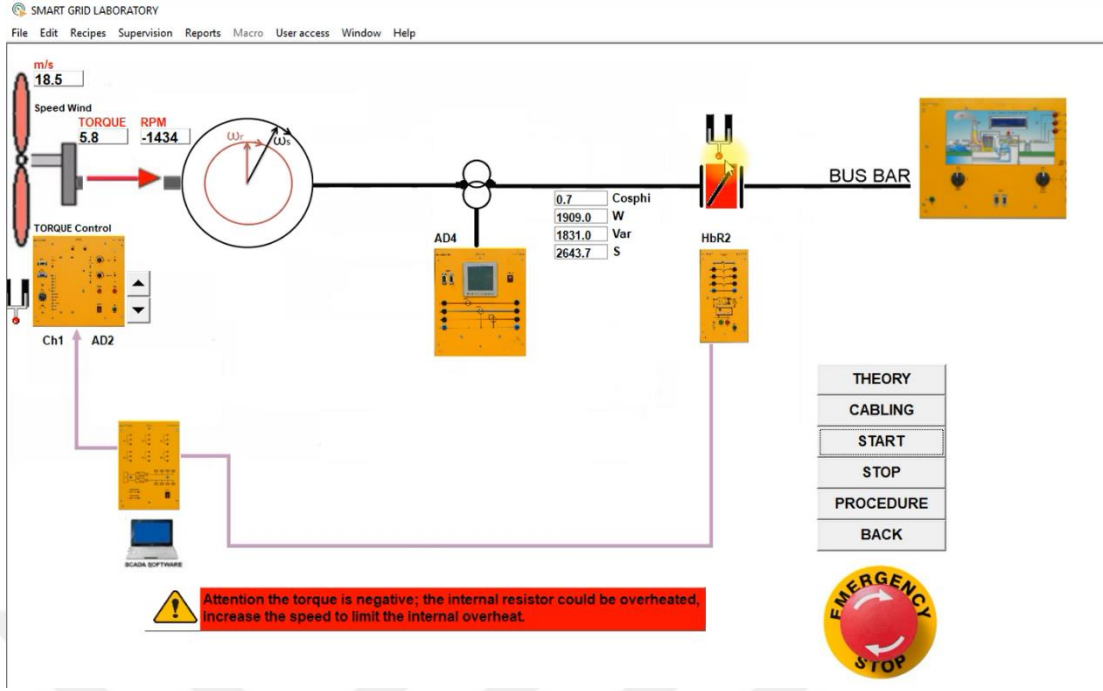 SMART GRID LABORATORY
File Edit Recipes Supervision Reports Macro User access Window Help
m/s
18.5
Speed Wind
TORQUE RPM
5.8 -1434
ωr
ωs
BUS BAR
0.7 Cosphi
1909.0 W
1831.0 Var
2643.7 S
TORQUE Control
AD4
HbR2
Ch1 AD2
THEORY
CABLING
START
STOP
PROCEDURE
BACK
SCADA SOFTWARE
EMERGENCY
STOP
Attention the torque is negative; the internal resistor could be overheated,
increase the speed to limit the internal overheat.